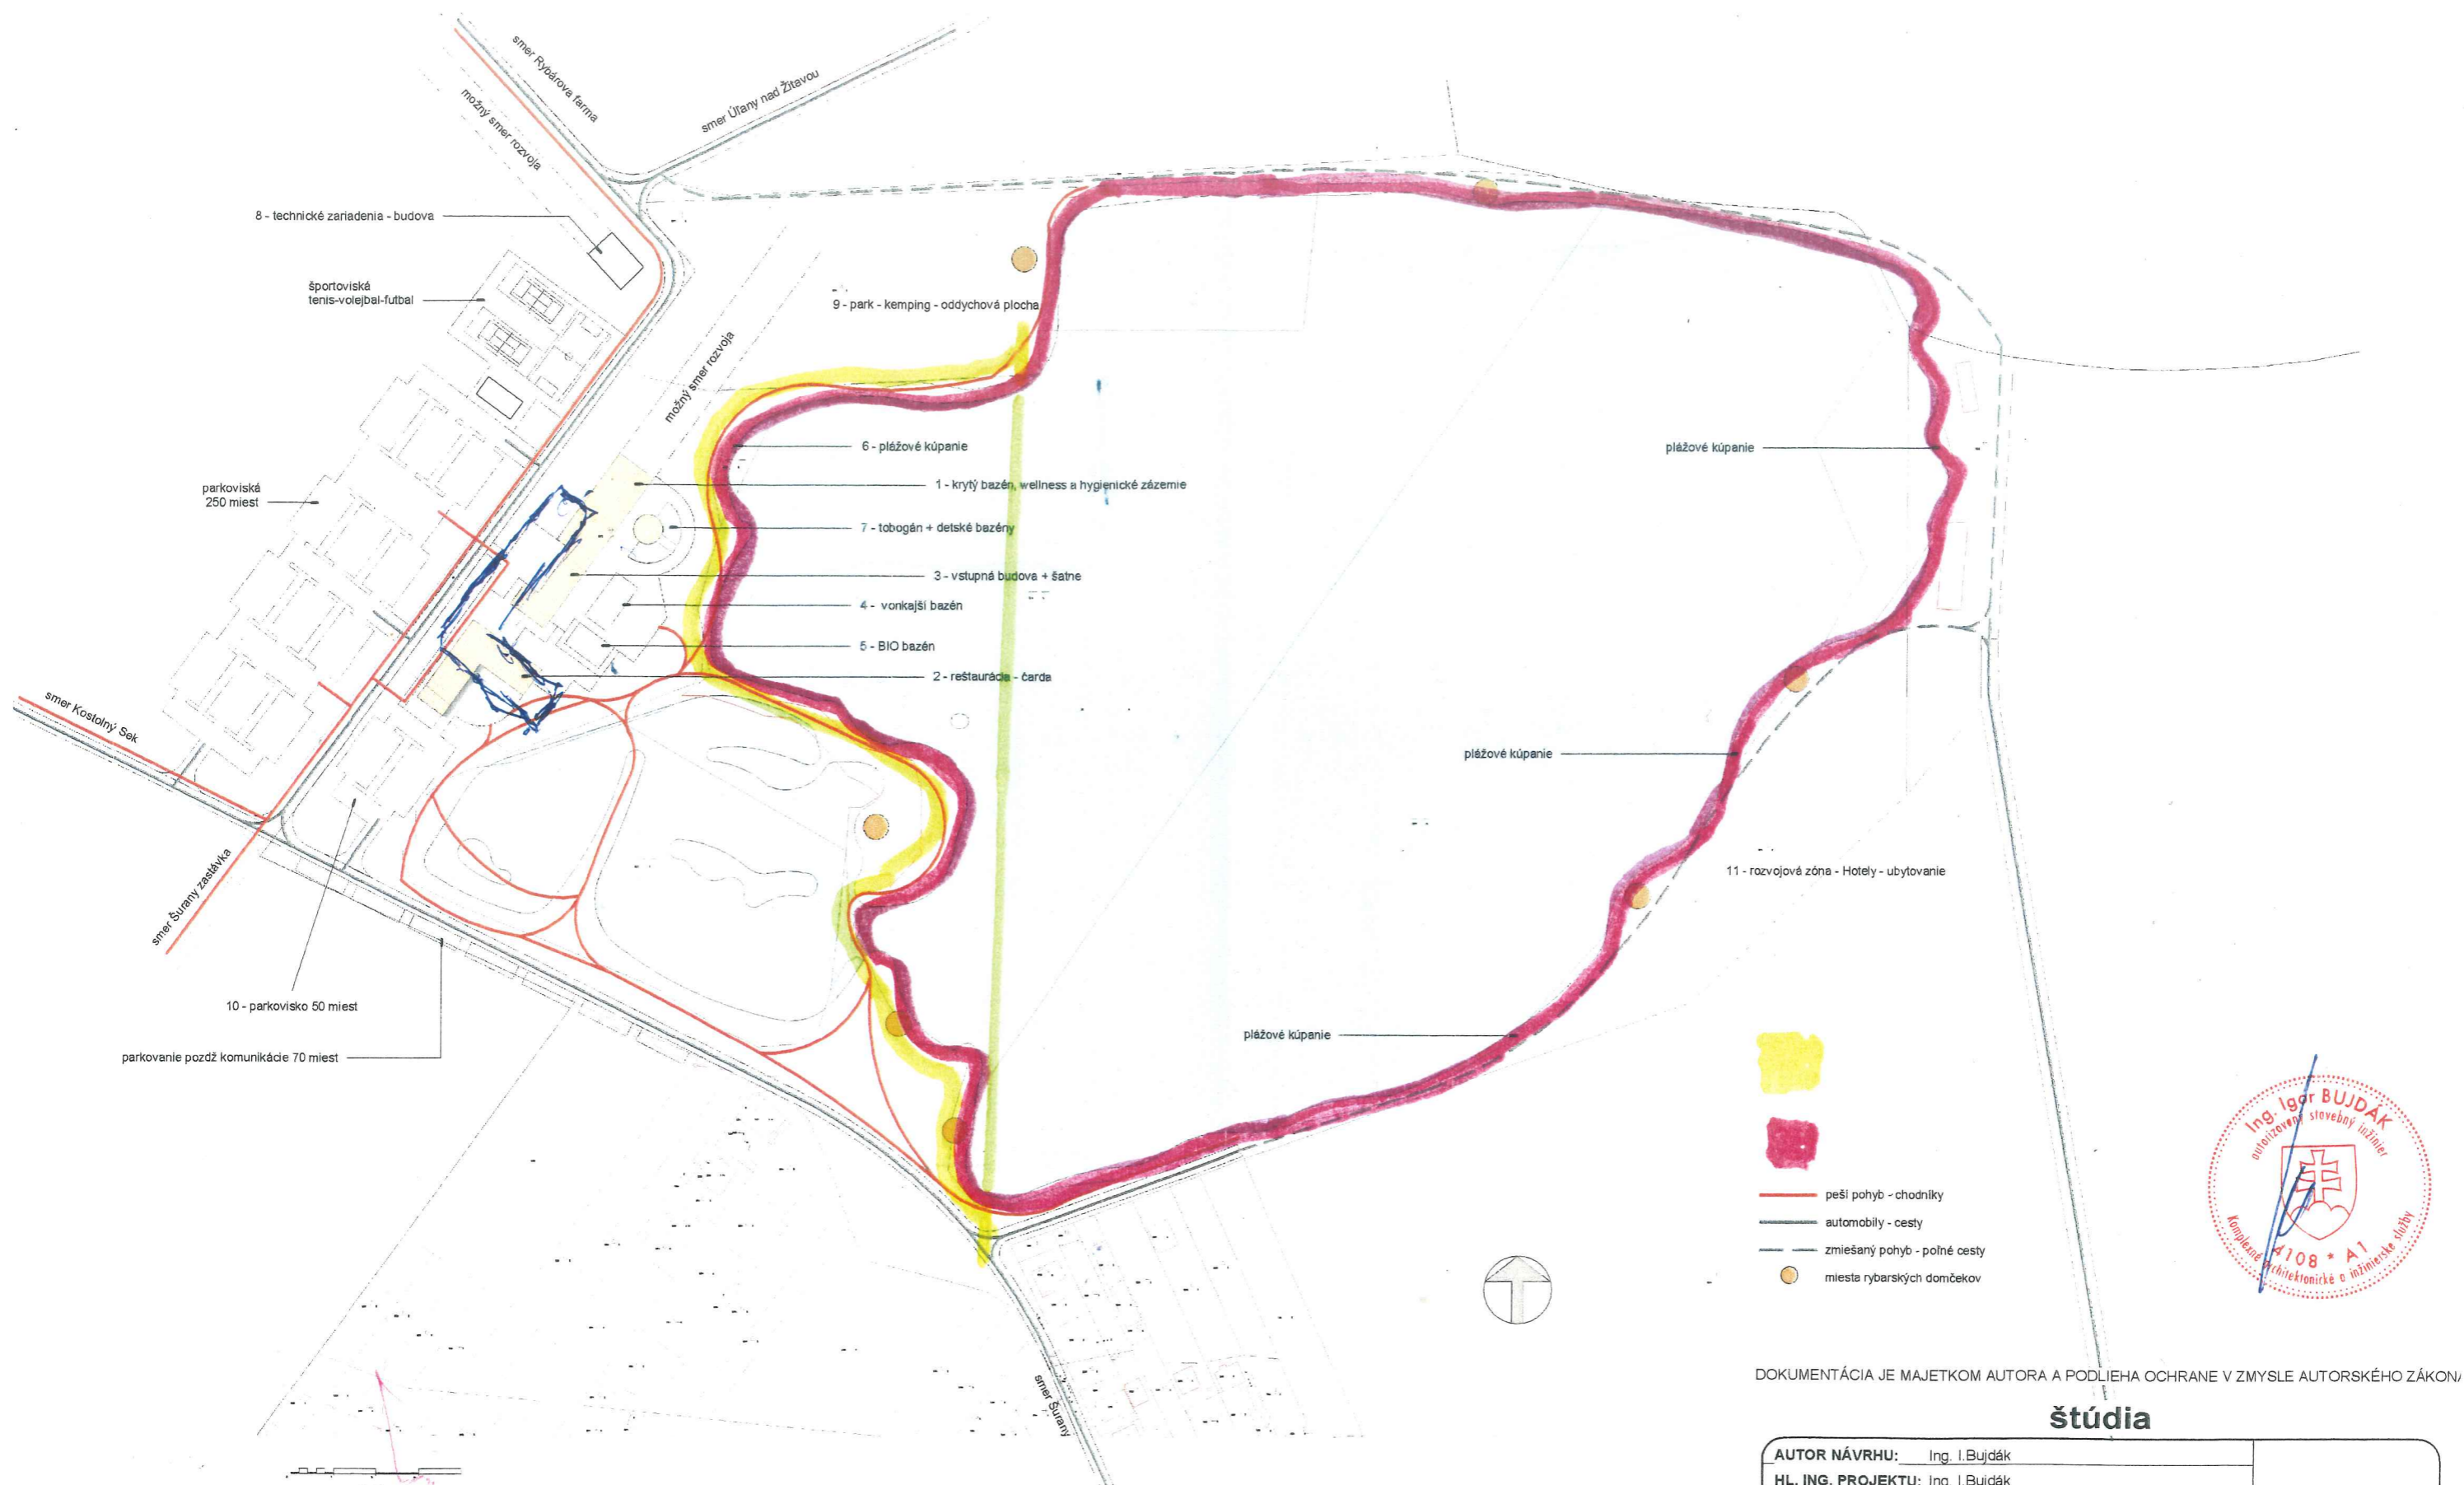 smer Rybárova farma
možný smer rozvoja
smer Úľany nad Žitavou
8 - technické zariadenia - budova
športoviská
tenis-volejbal-futbal
9 - park - kemping - oddychová plocha
možný smer rozvoja
6 - plážové kúpanie
plážové kúpanie
parkoviská
250 miest
1 - krytý bazén, wellness a hygienické zázemie
7 - tobogán + detské bazény
3 - vstupná budova + šatne
4 - vonkajší bazén
5 - BIO bazén
2 - reštaurácia - čarda
smer Kostolný Sek
plážové kúpanie
smer Šurany zastávka
11 - rozvojová zóna - Hotely - ubytovanie
10 - parkovisko 50 miest
plážové kúpanie
parkovanie pozdž komunikácie 70 miest
peší pohyb - chodníky
automobily - cesty
zmiešaný pohyb - poľné cesty
miesta rybarských domčekov
Ing. Igor BUJDÁK
autorizovaný stavebný inžinier
4108 * A1
Komplexné architektonické a inžinierske služby
smer Šurany
DOKUMENTÁCIA JE MAJETKOM AUTORA A PODLIEHA OCHRANE V ZMYSLE AUTORSKÉHO ZÁKON
štúdia
AUTOR NÁVRHU: Ing. I.Bujdák
HL. ING. PROJEKTU: Ing. I.Bujdák